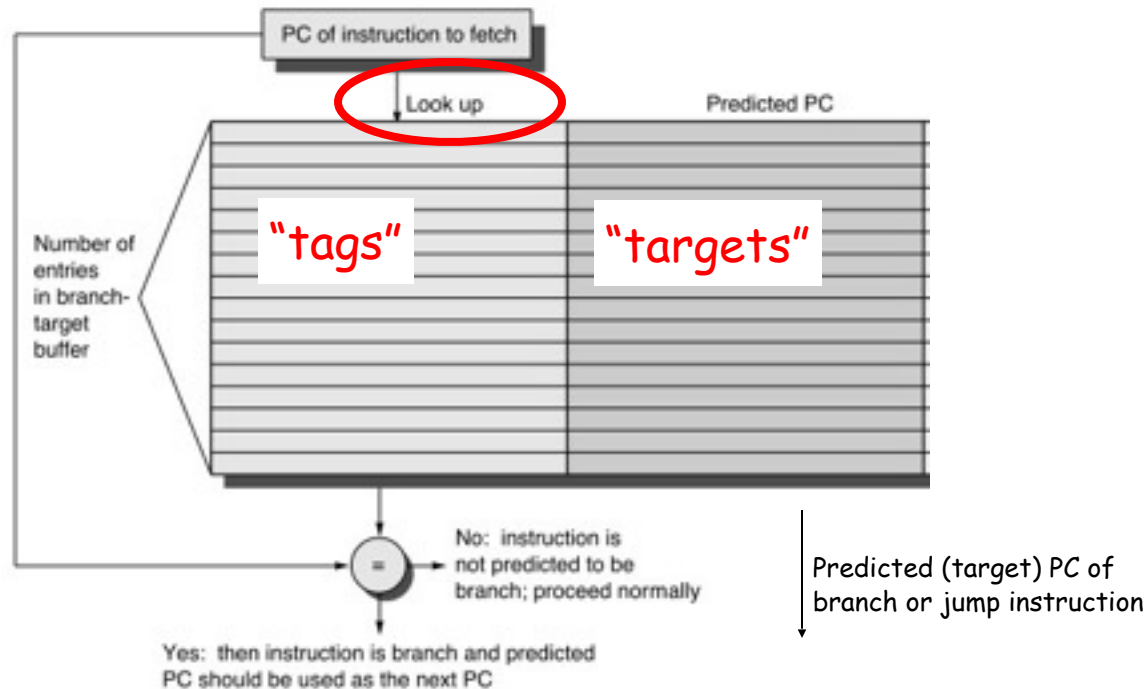 PC of instruction to fetch
Look up
Predicted PC
“tags”
“targets”
Number of
entries
in branch-
target
buffer
=
No: instruction is
not predicted to be
branch; proceed normally
Predicted (target) PC of
branch or jump instruction
Yes: then instruction is branch and predicted
PC should be used as the next PC